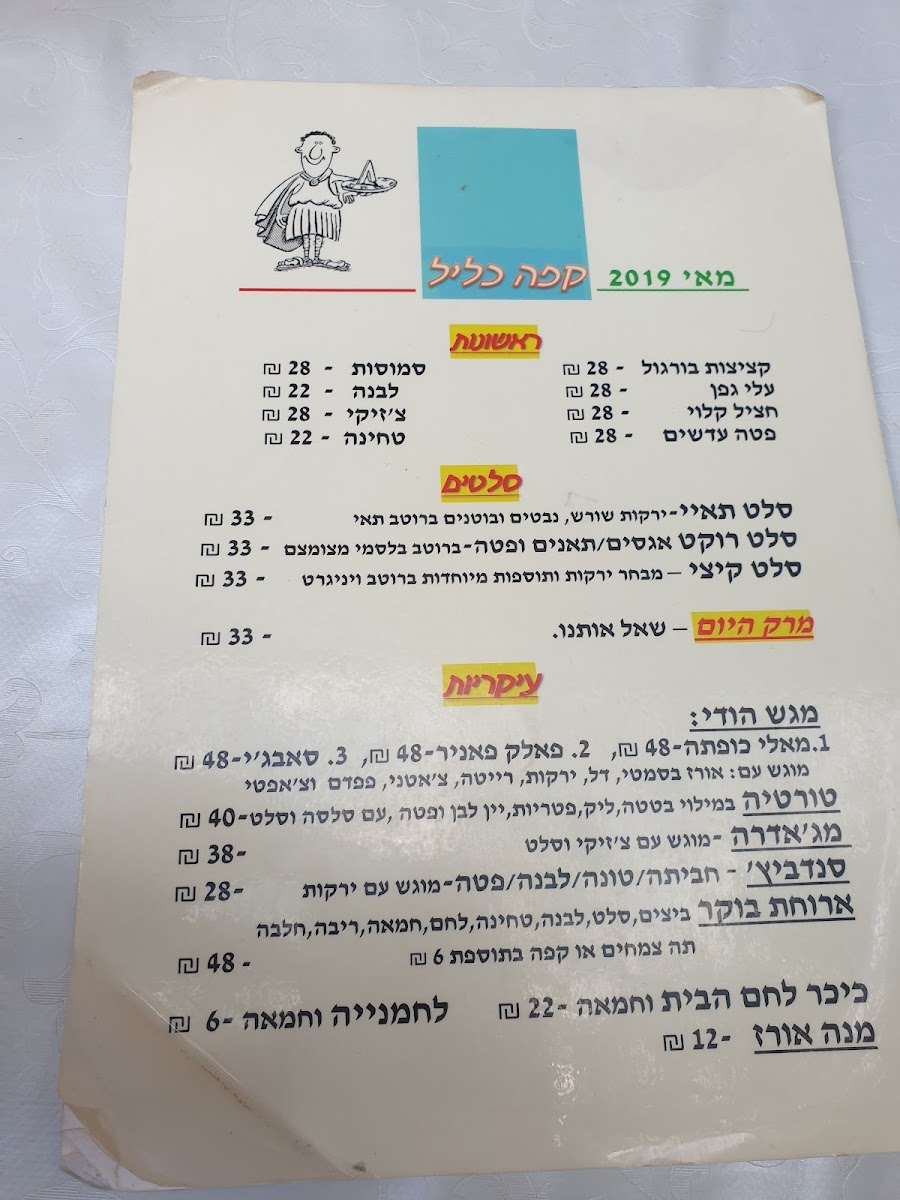 קפה כליל
מאי 2019
ראשונות
קציצות בורגול - 28 ₪ סמוסות - 28 ₪
עלי גפן - 28 ₪ לבנה - 22 ₪
חציל קלוי - 28 ₪ צ'זיקי - 28 ₪
פטה עדשים - 28 ₪ טחינה - 22 ₪
סלטים
סלט תאיי-ירקות שורש, נבטים ובוטנים ברוטב תאי - 33 ₪
סלט רוקט אגסים/תאנים ופטה-ברוטב בלסמי מצומצם - 33 ₪
סלט קיצי – מבחר ירקות ותוספות מיוחדות ברוטב ויניגרט - 33 ₪
מרק היום – שאל אותנו. - 33 ₪
עיקריות
מגש הודי:
1.מאלי כופתה-48 ₪, 2. פאלק פאניר-48 ₪, 3. סאבג'י-48 ₪
מוגש עם: אורז בסמטי, דל, ירקות, רייטה, צ'אטני, פפדם וצ'אפטי
טורטיה במילוי בטטה,ליק,פטריות,יין לבן ופטה ,עם סלסה וסלט-40 ₪
מג'אדרה -מוגש עם צ'זיקי וסלט -38 ₪
סנדביץ' - חביתה/טונה/לבנה/פטה-מוגש עם ירקות -28 ₪
ארוחת בוקר ביצים,סלט,לבנה,טחינה,לחם,חמאה,ריבה,חלבה
תה צמחים או קפה בתוספת 6 ₪ - 48 ₪
כיכר לחם הבית וחמאה -22 ₪ לחמנייה וחמאה -6 ₪
מנה אורז -12 ₪